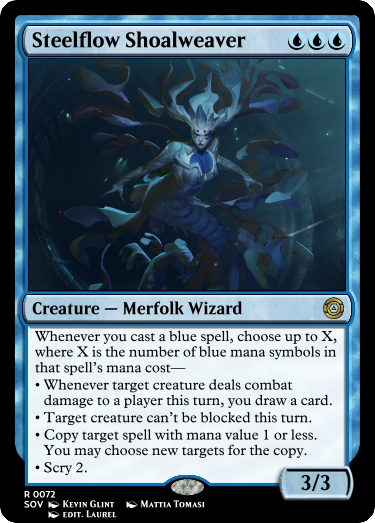 Steelflow Shoalweaver
Creature — Merfolk Wizard
Whenever you cast a blue spell, choose up to X,
where X is the number of blue mana symbols in
that spell's mana cost—
• Whenever target creature deals combat
damage to a player this turn, you draw a card.
• Target creature can't be blocked this turn.
• Copy target spell with mana value 1 or less.
You may choose new targets for the copy.
• Scry 2.
3/3
R 0072
SOV Kevin Glint Mattia Tomasi
edit. Laurel